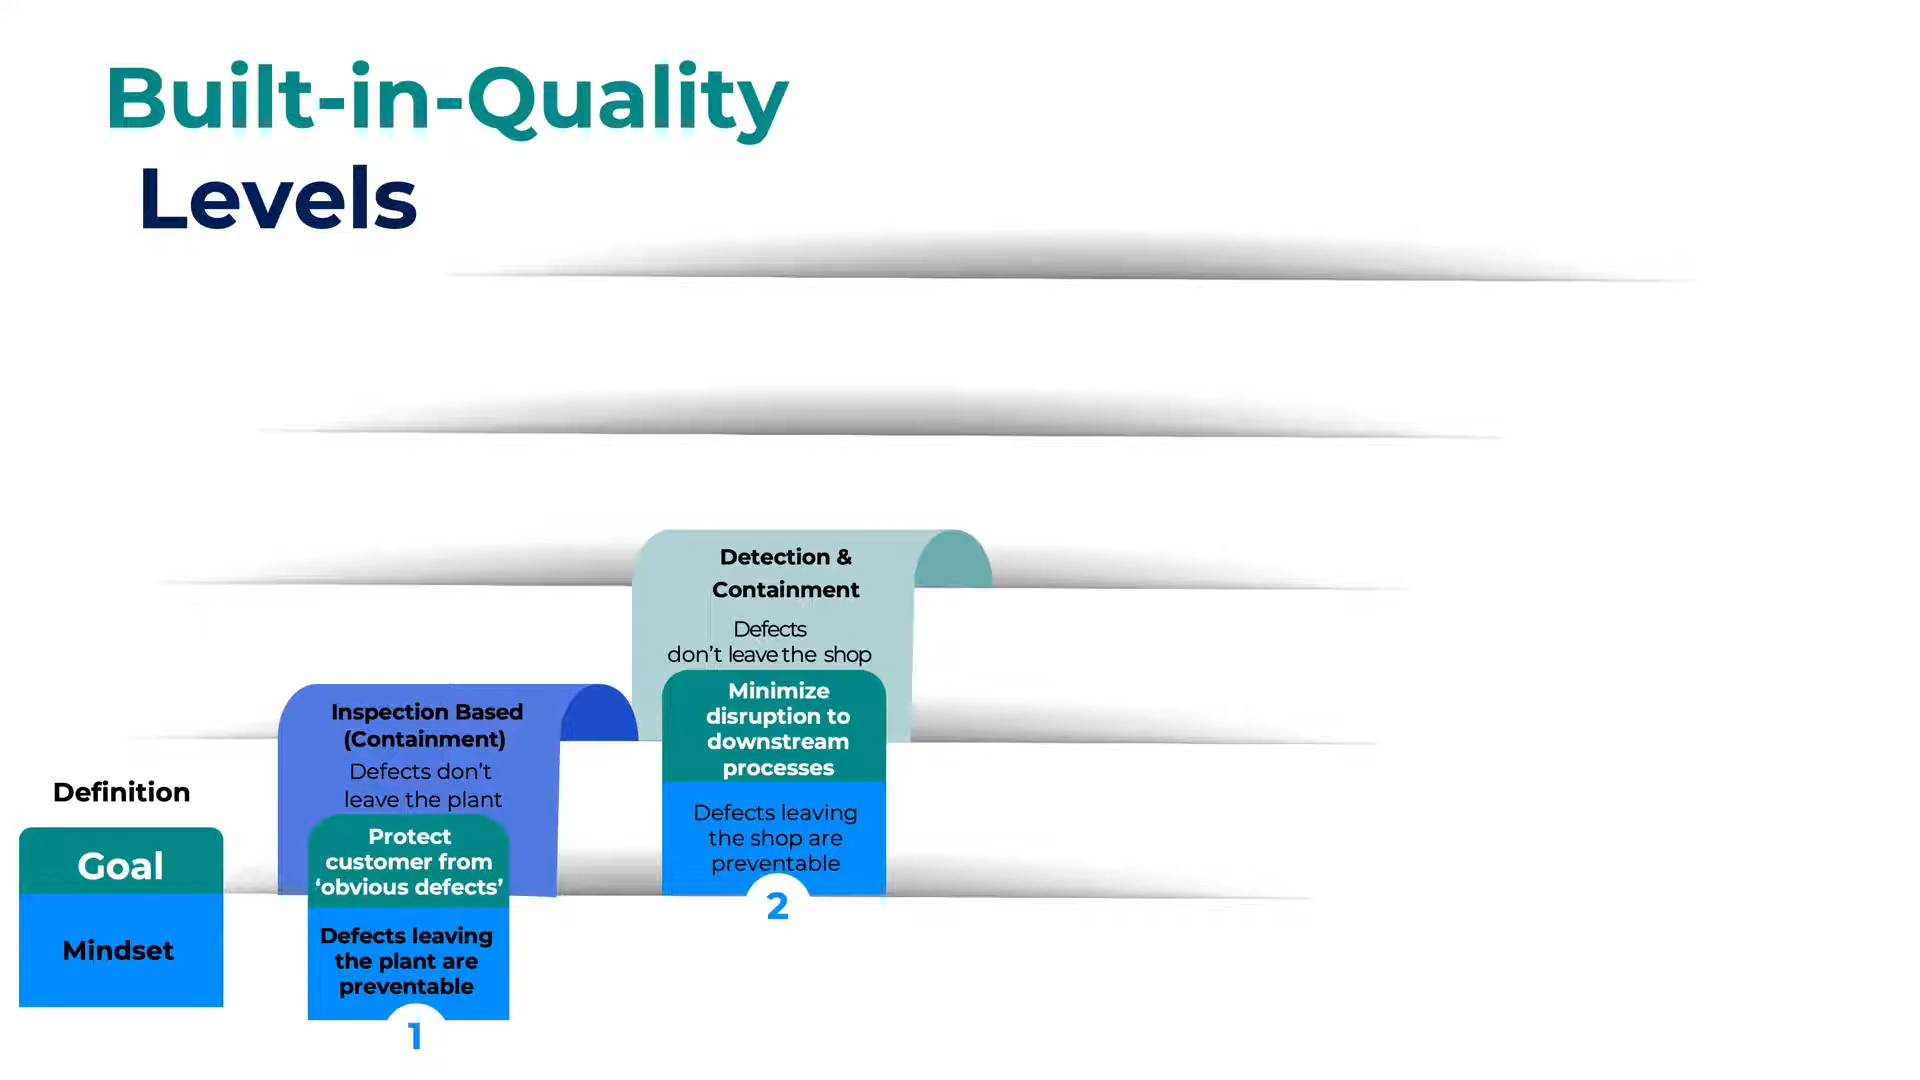 Built-in-Quality
Levels
Definition
Goal
Mindset
Inspection Based
(Containment)
Defects don’t
leave the plant
Protect
customer from
‘obvious defects’
Defects leaving
the plant are
preventable
1
Detection &
Containment
Defects
don’t leave the shop
Minimize
disruption to
downstream
processes
Defects leaving
the shop are
preventable
2